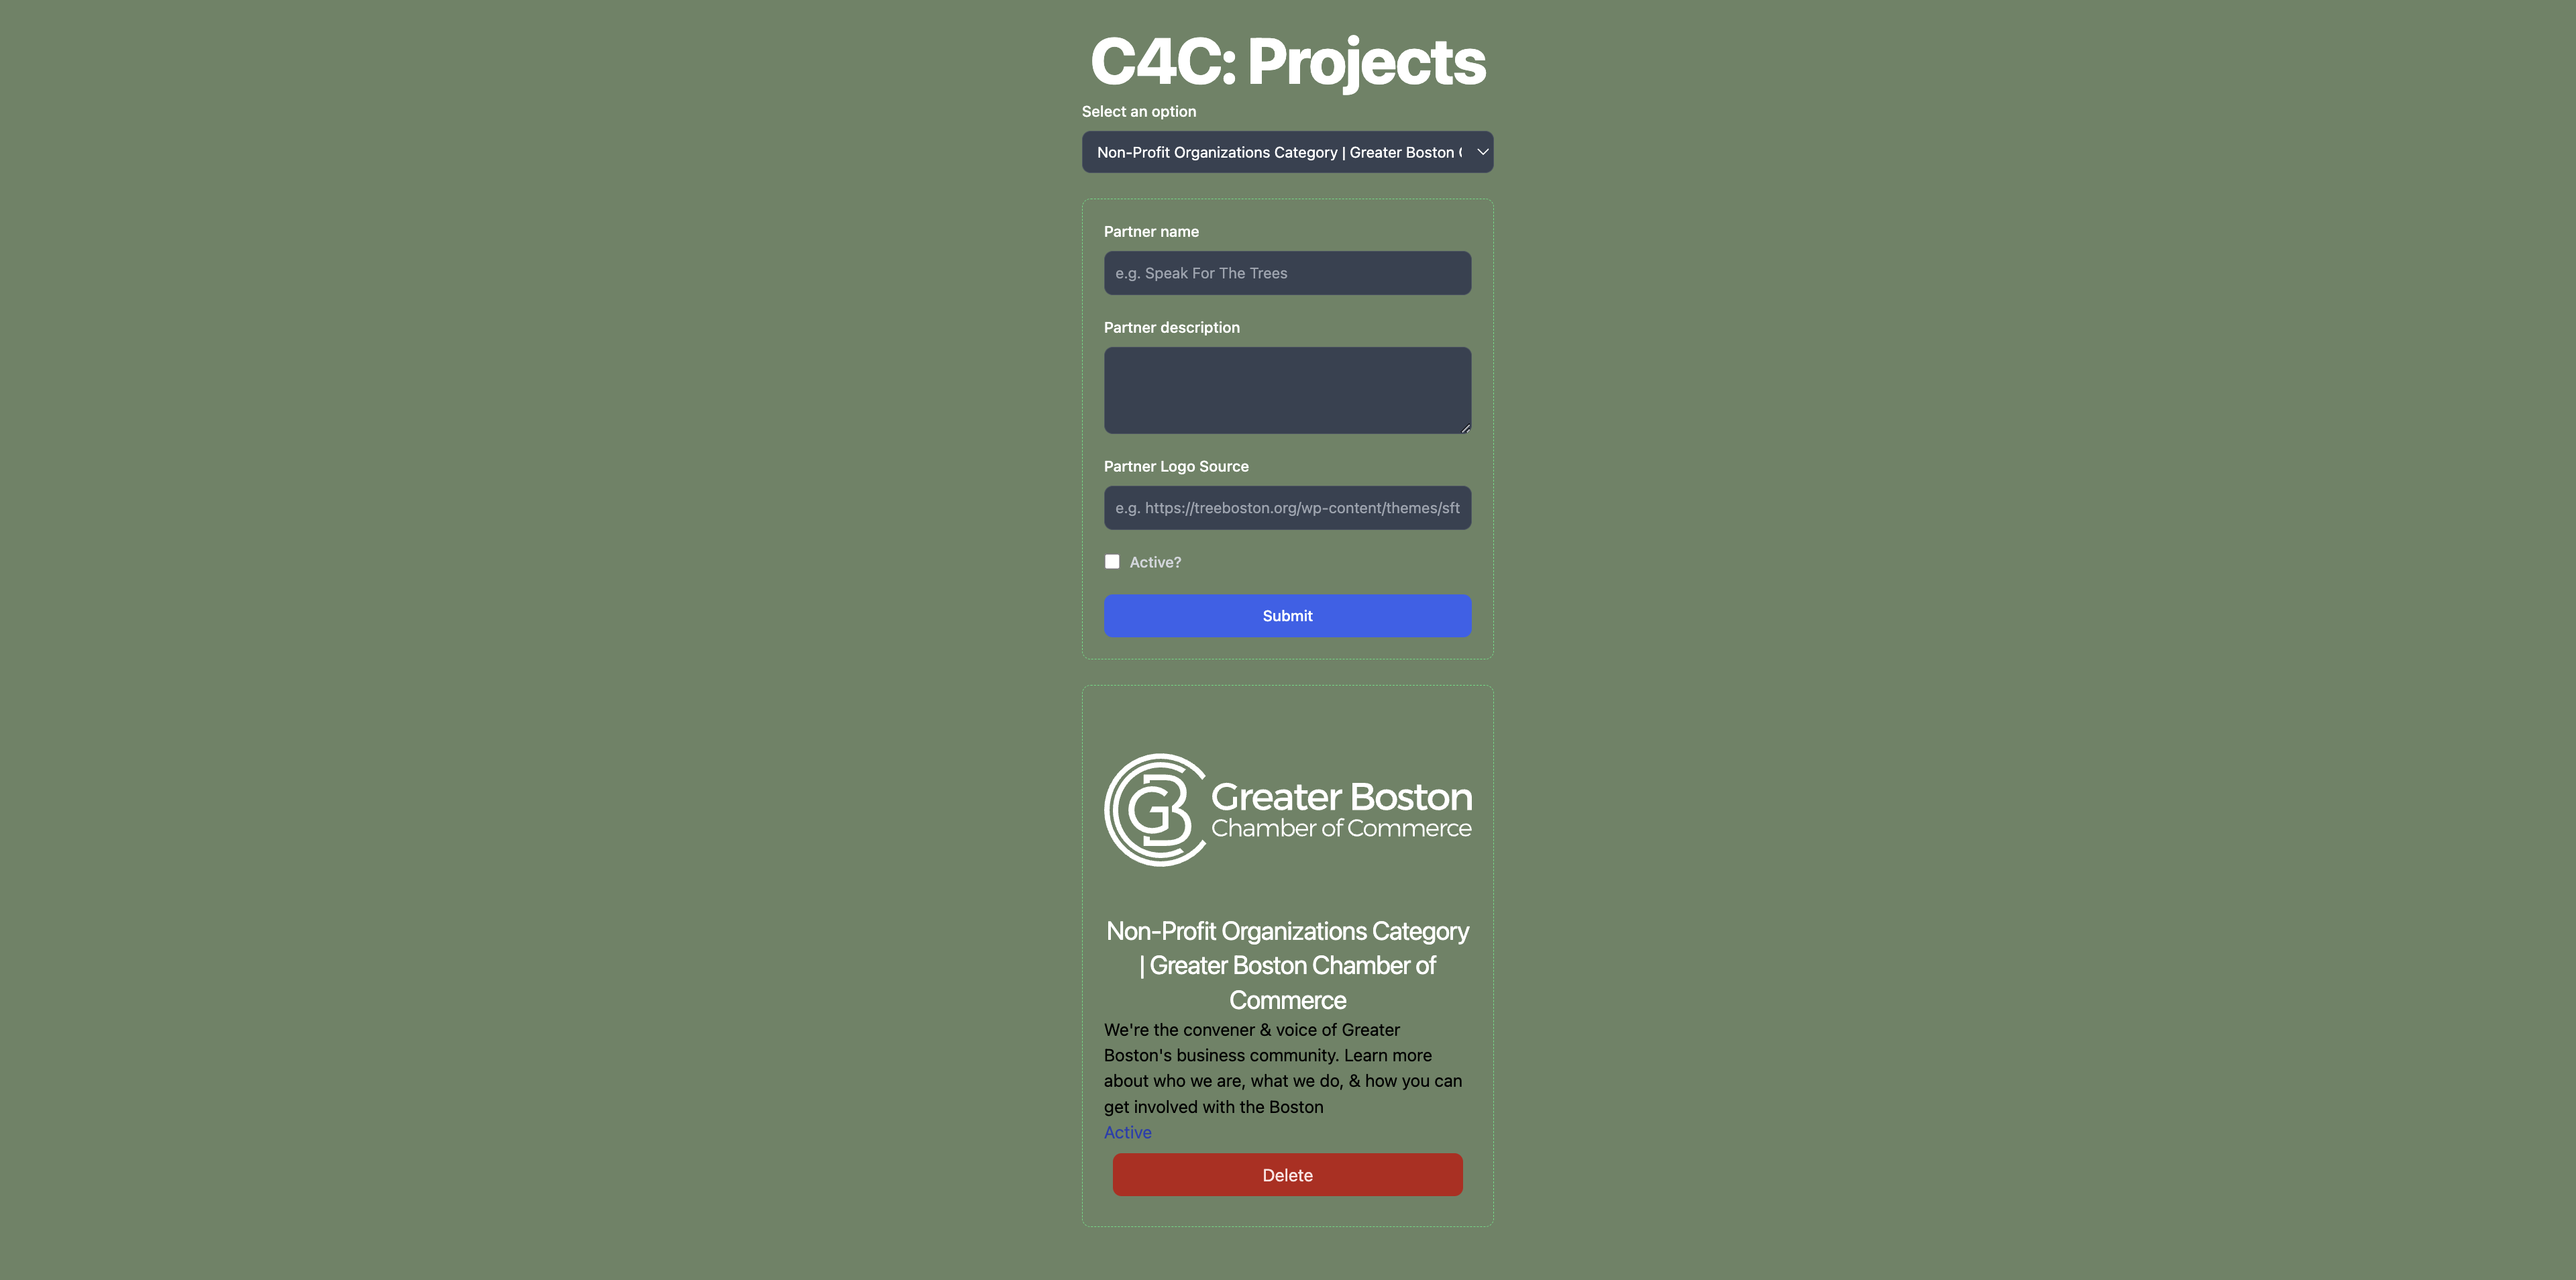 C4C: Projects
Select an option
Non-Profit Organizations Category | Greater Boston
Partner name
e.g. Speak For The Trees
Partner description
Partner Logo Source
e.g. https://treeboston.org/wp-content/themes/sft
Active?
Submit
GBC
Greater Boston
Chamber of Commerce
Non-Profit Organizations Category
| Greater Boston Chamber of
Commerce
We're the convener & voice of Greater
Boston's business community. Learn more
about who we are, what we do, & how you can
get involved with the Boston
Active
Delete